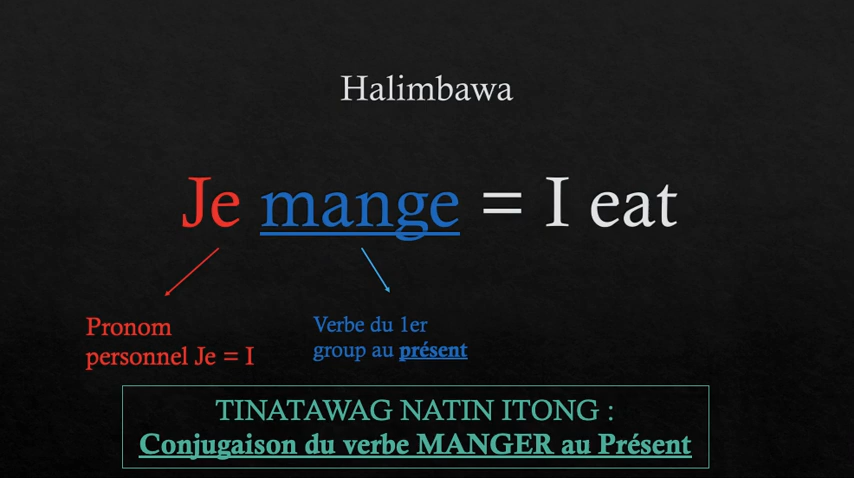 Halimbawa
Je mange = I eat
Pronom
personnel Je = I
Verbe du 1er
group au présent
TINATAWAG NATIN ITONG :
Conjugaison du verbe MANGER au Présent